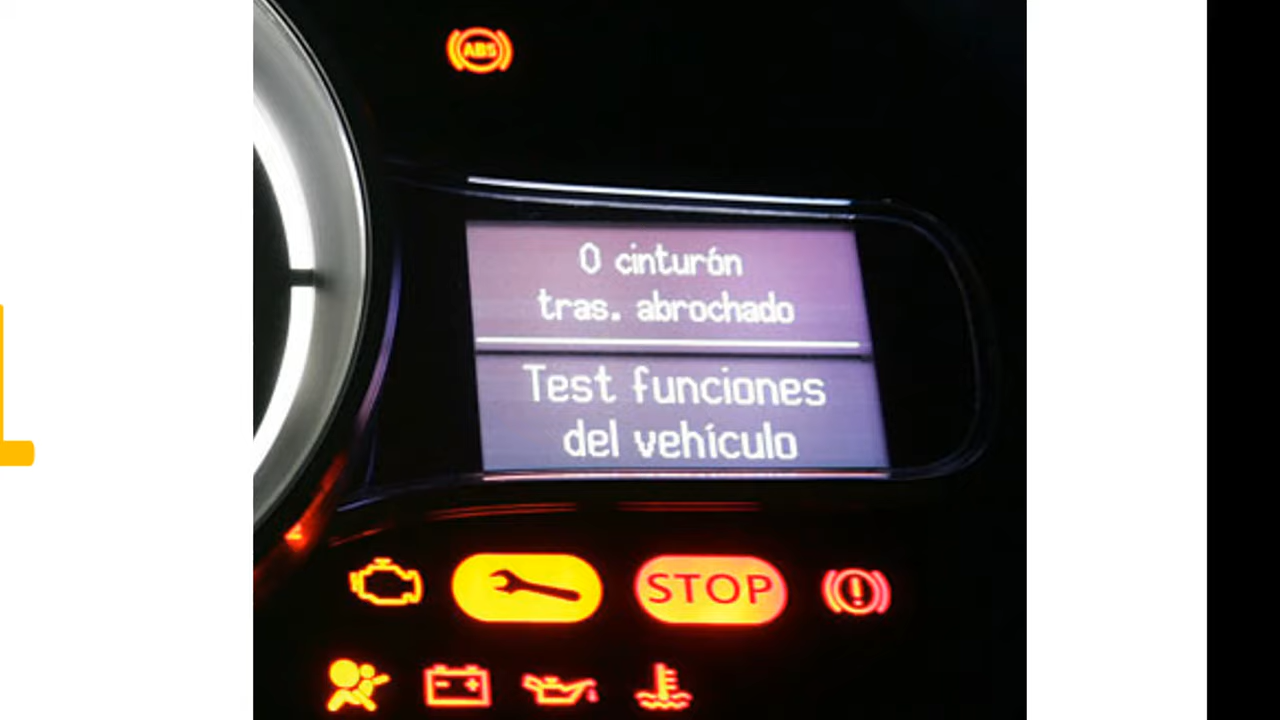 ABS
0 cinturón
tras. abrochado
Test funciones
del vehículo
STOP